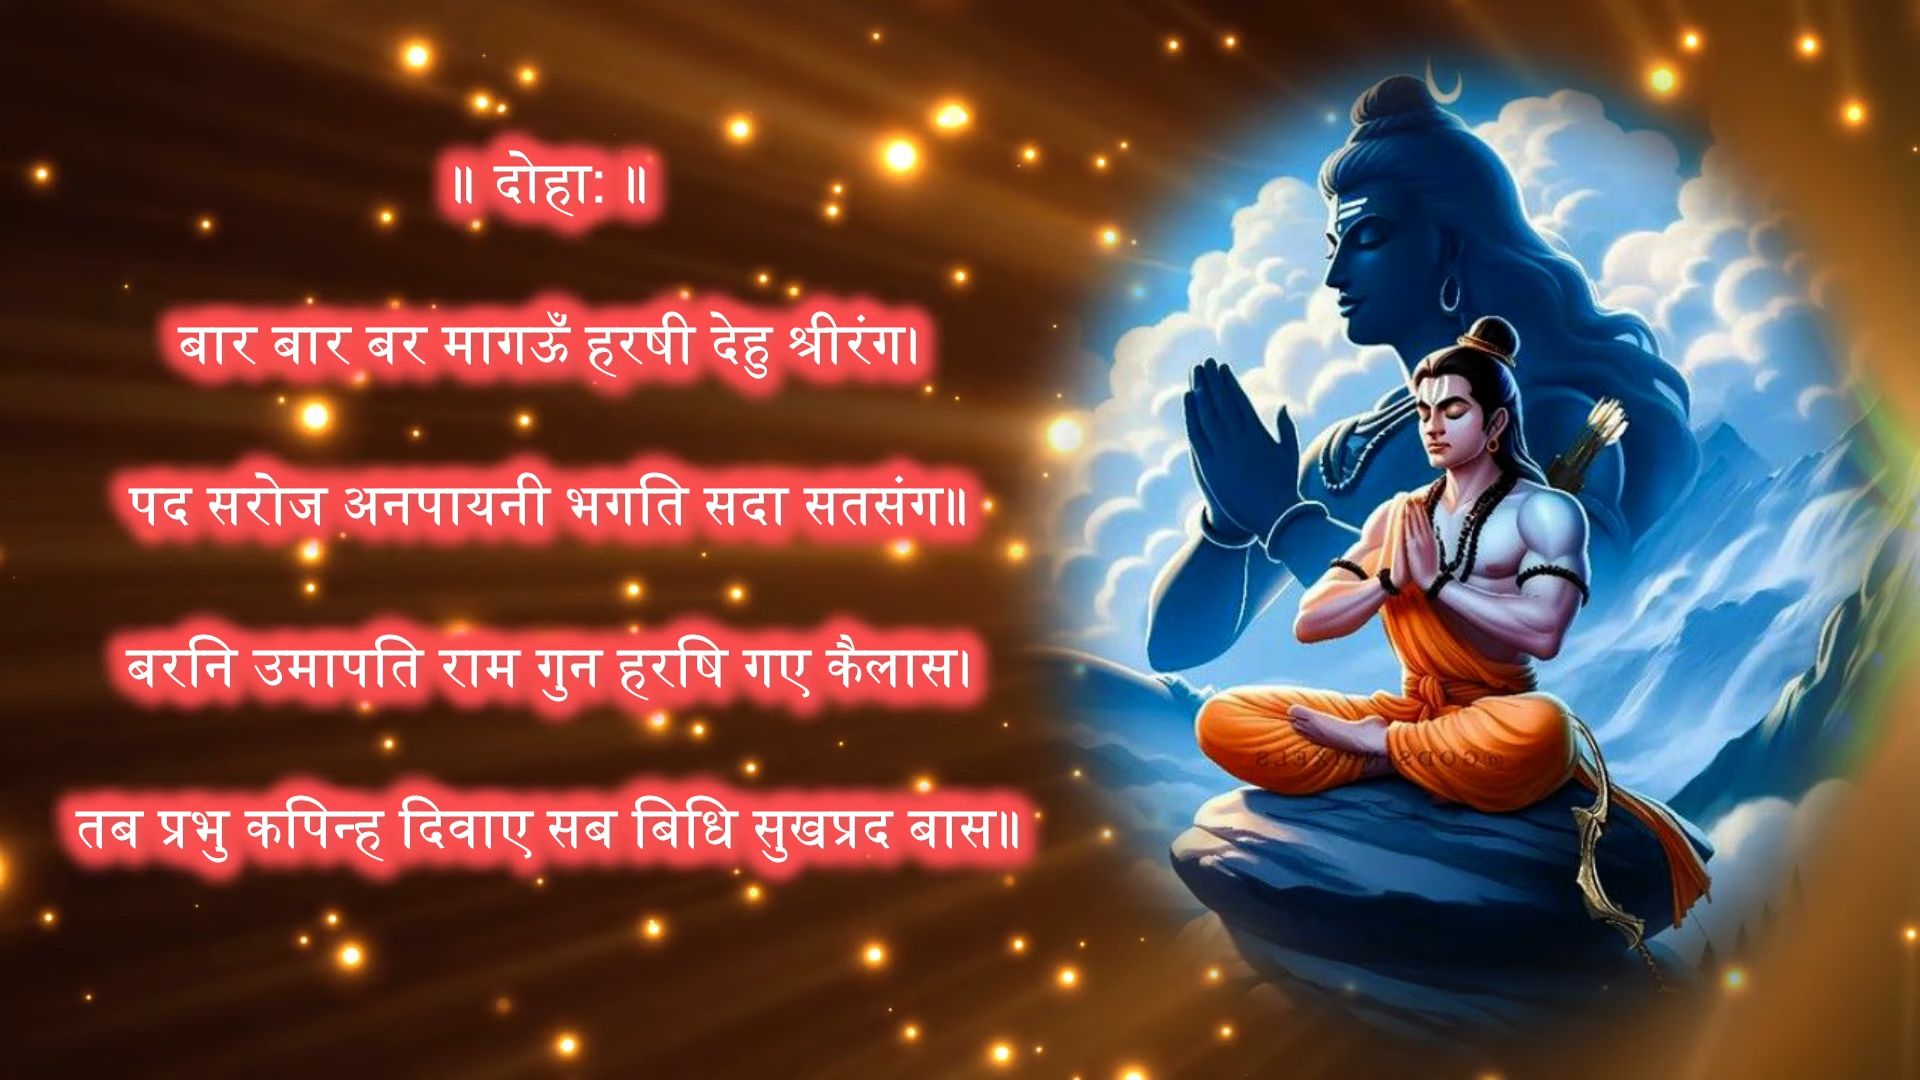 ॥ दोहा: ॥
बार बार बर मागऊँ हरषी देहु श्रीरंग।
पद सरोज अनपायनी भगति सदा सतसंग॥
बरनि उमापति राम गुन हरषि गए कैलास।
तब प्रभु कपिन्ह दिवाए सब बिधि सुखप्रद बास॥
@GODSINPIXELS